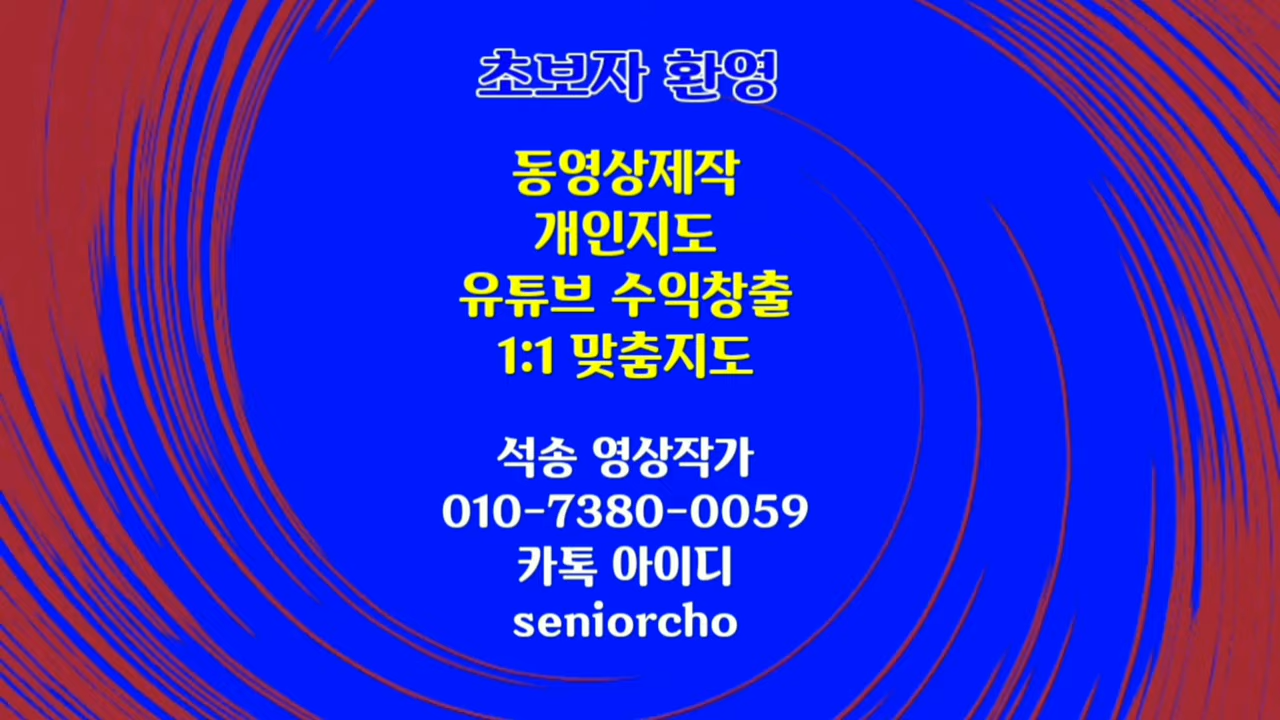 초보자 환영
동영상제작
개인지도
유튜브 수익창출
1:1 맞춤지도
석송 영상작가
010-7380-0059
카톡 아이디
seniorcho